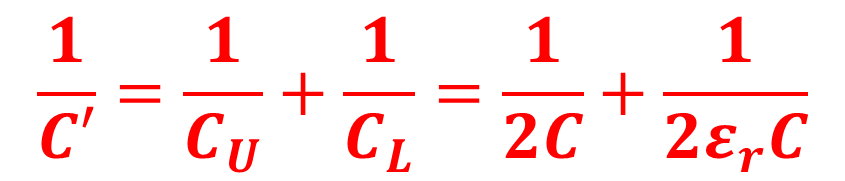 1/C′ = 1/C_U + 1/C_L = 1/2C + 1/2ε_rC